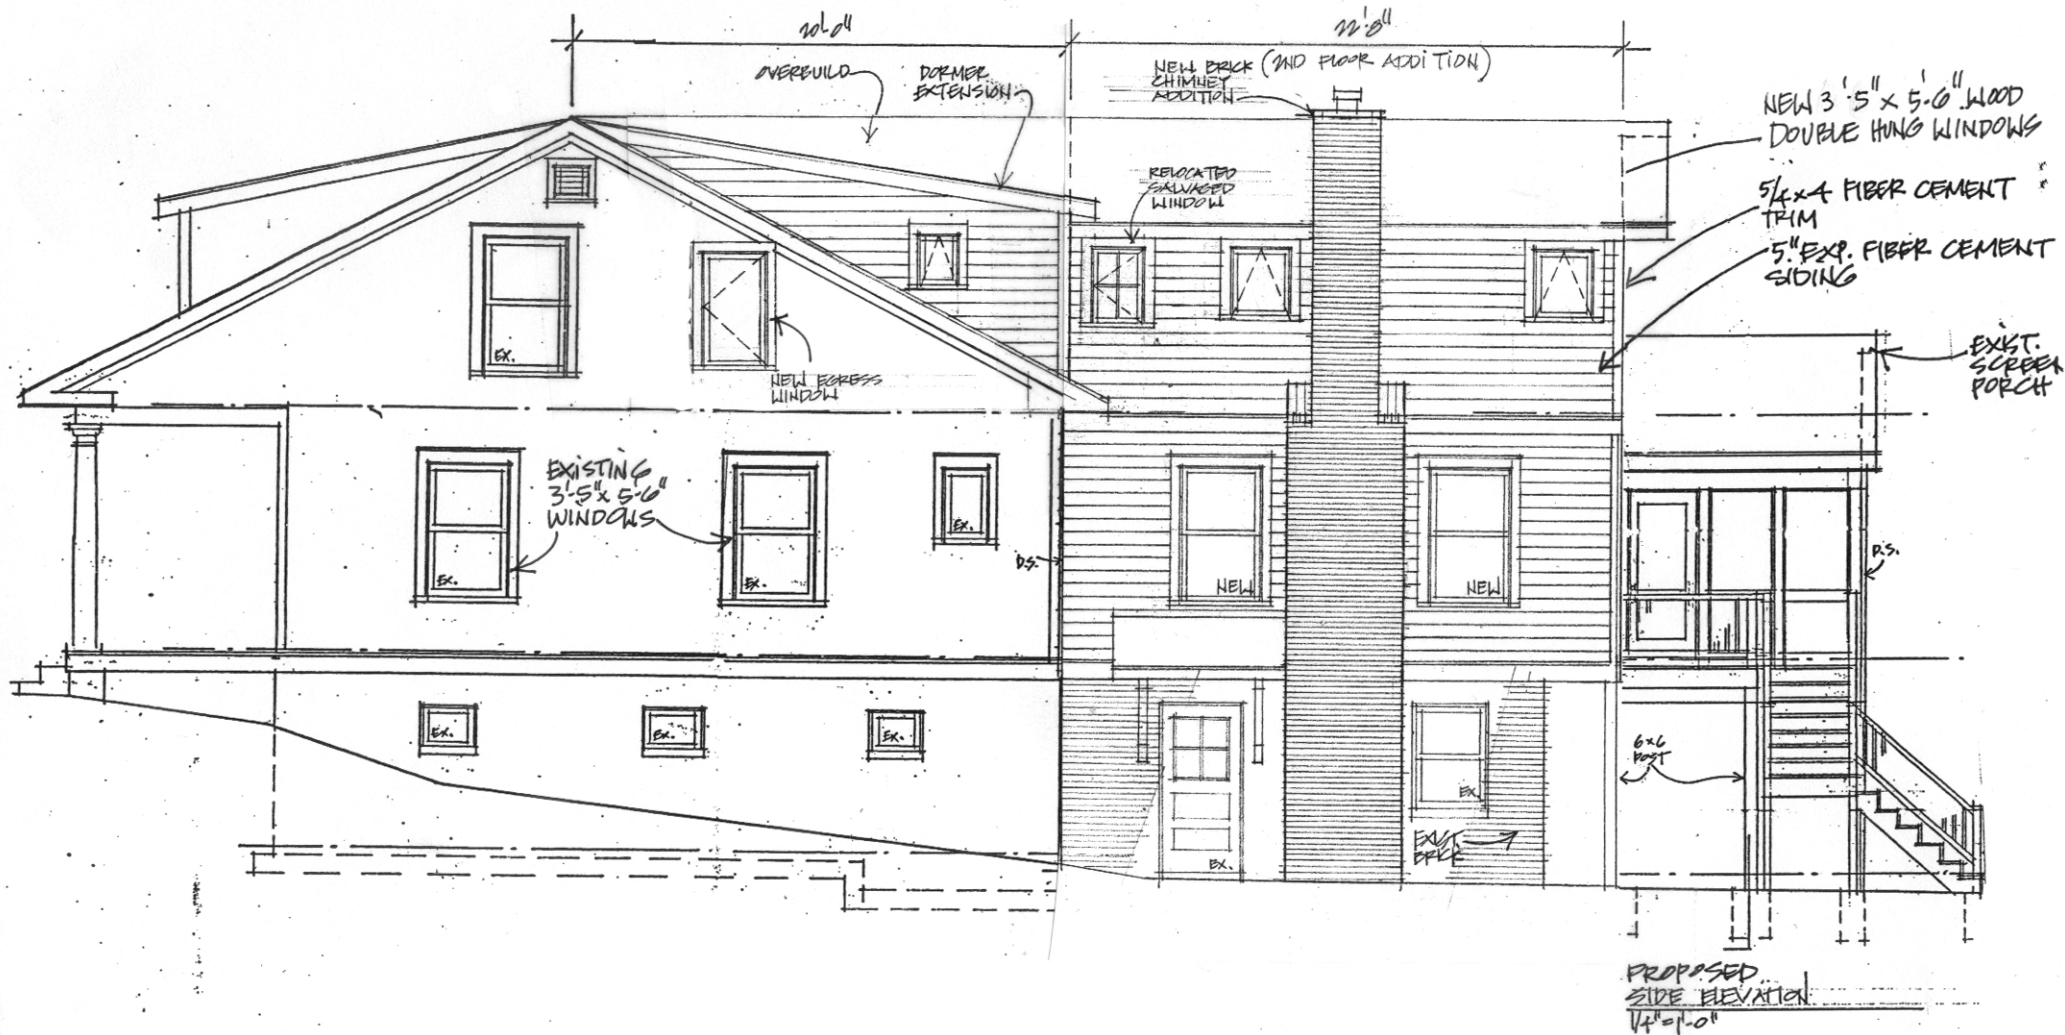 20'-0"
22'-8"
OVERBUILD
DORMER
EXTENSION
NEW BRICK
CHIMNEY
ADDITION
(2ND FLOOR ADDITION)
NEW 3'-5" x 5'-6" WOOD
DOUBLE HUNG WINDOWS
RELOCATED
SALVAGED
WINDOW
5/4x4 FIBER CEMENT
TRIM
5" EXP. FIBER CEMENT
SIDING
EX.
NEW EGRESS
WINDOW
EXIST.
SCREEN
PORCH
EXISTING
3'-5" x 5'-6"
WINDOWS
EX.
EX.
EX.
D.S.
NEW
NEW
D.S.
EX.
EX.
EX.
6x6
POST
EX.
EXIST.
BRICK
EX.
PROPOSED
SIDE ELEVATION
1/4"=1'-0"